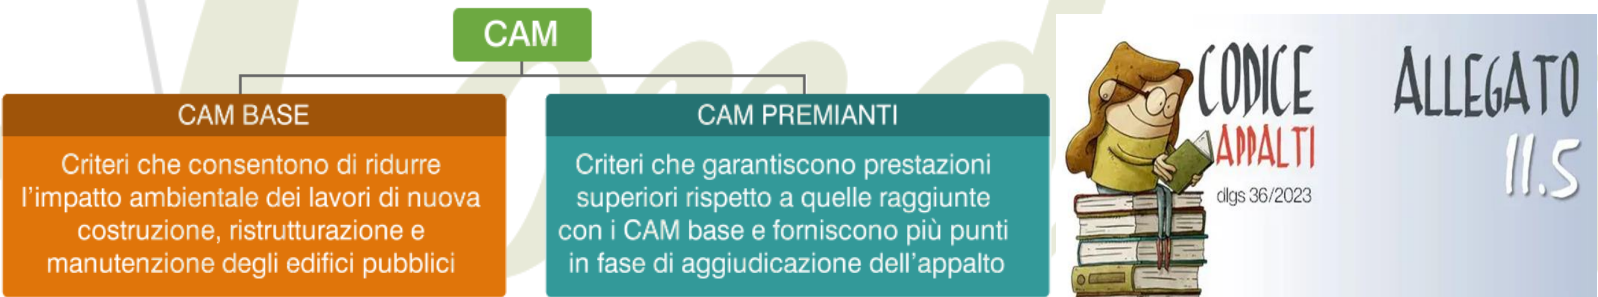 CAM
CAM BASE
Criteri che consentono di ridurre
l'impatto ambientale dei lavori di nuova
costruzione, ristrutturazione e
manutenzione degli edifici pubblici
CAM PREMIANTI
Criteri che garantiscono prestazioni
superiori rispetto a quelle raggiunte
con i CAM base e forniscono più punti
in fase di aggiudicazione dell'appalto
CODICE
APPALTI
dlgs 36/2023
ALLEGATO
II.5